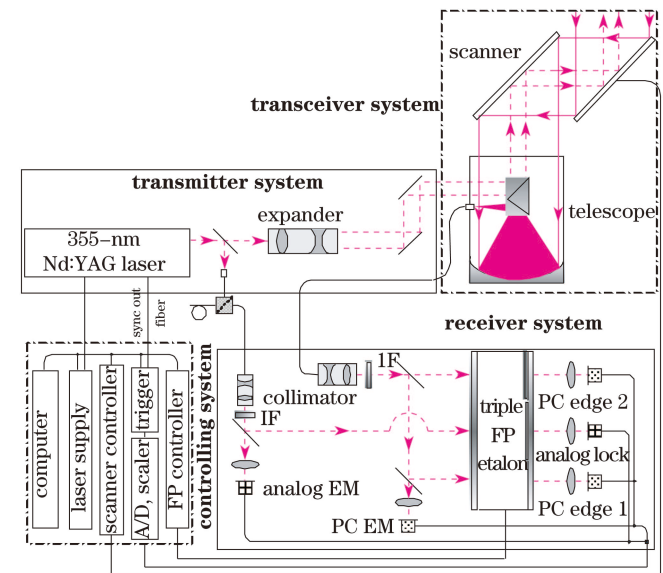 scanner
transceiver system
transmitter system
expander
telescope
355–nm
Nd:YAG laser
sync out
fiber
receiver system
1F
collimator
IF
triple
FP
etalon
PC edge 2
analog lock
PC edge 1
analog EM
PC EM
controlling system
computer
laser supply
scanner controller
A/D, scaler-trigger
FP controller